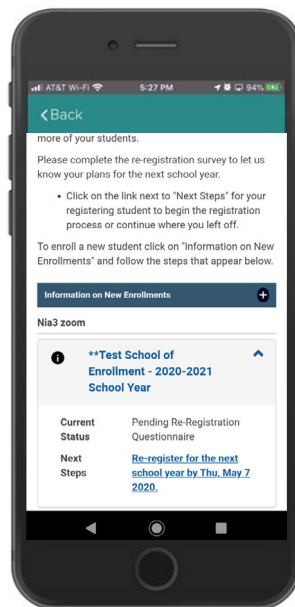 AT&T Wi-Fi 5:27 PM 94%
Back
more of your students.
Please complete the re-registration survey to let us
know your plans for the next school year.
• Click on the link next to "Next Steps" for your
registering student to begin the registration
process or continue where you left off.
To enroll a new student click on "Information on New
Enrollments" and follow the steps that appear below.
Information on New Enrollments
Nia3 zoom
**Test School of
Enrollment - 2020-2021
School Year
Current Pending Re-Registration
Status Questionnaire
Next Re-register for the next
Steps school year by Thu, May 7
2020.